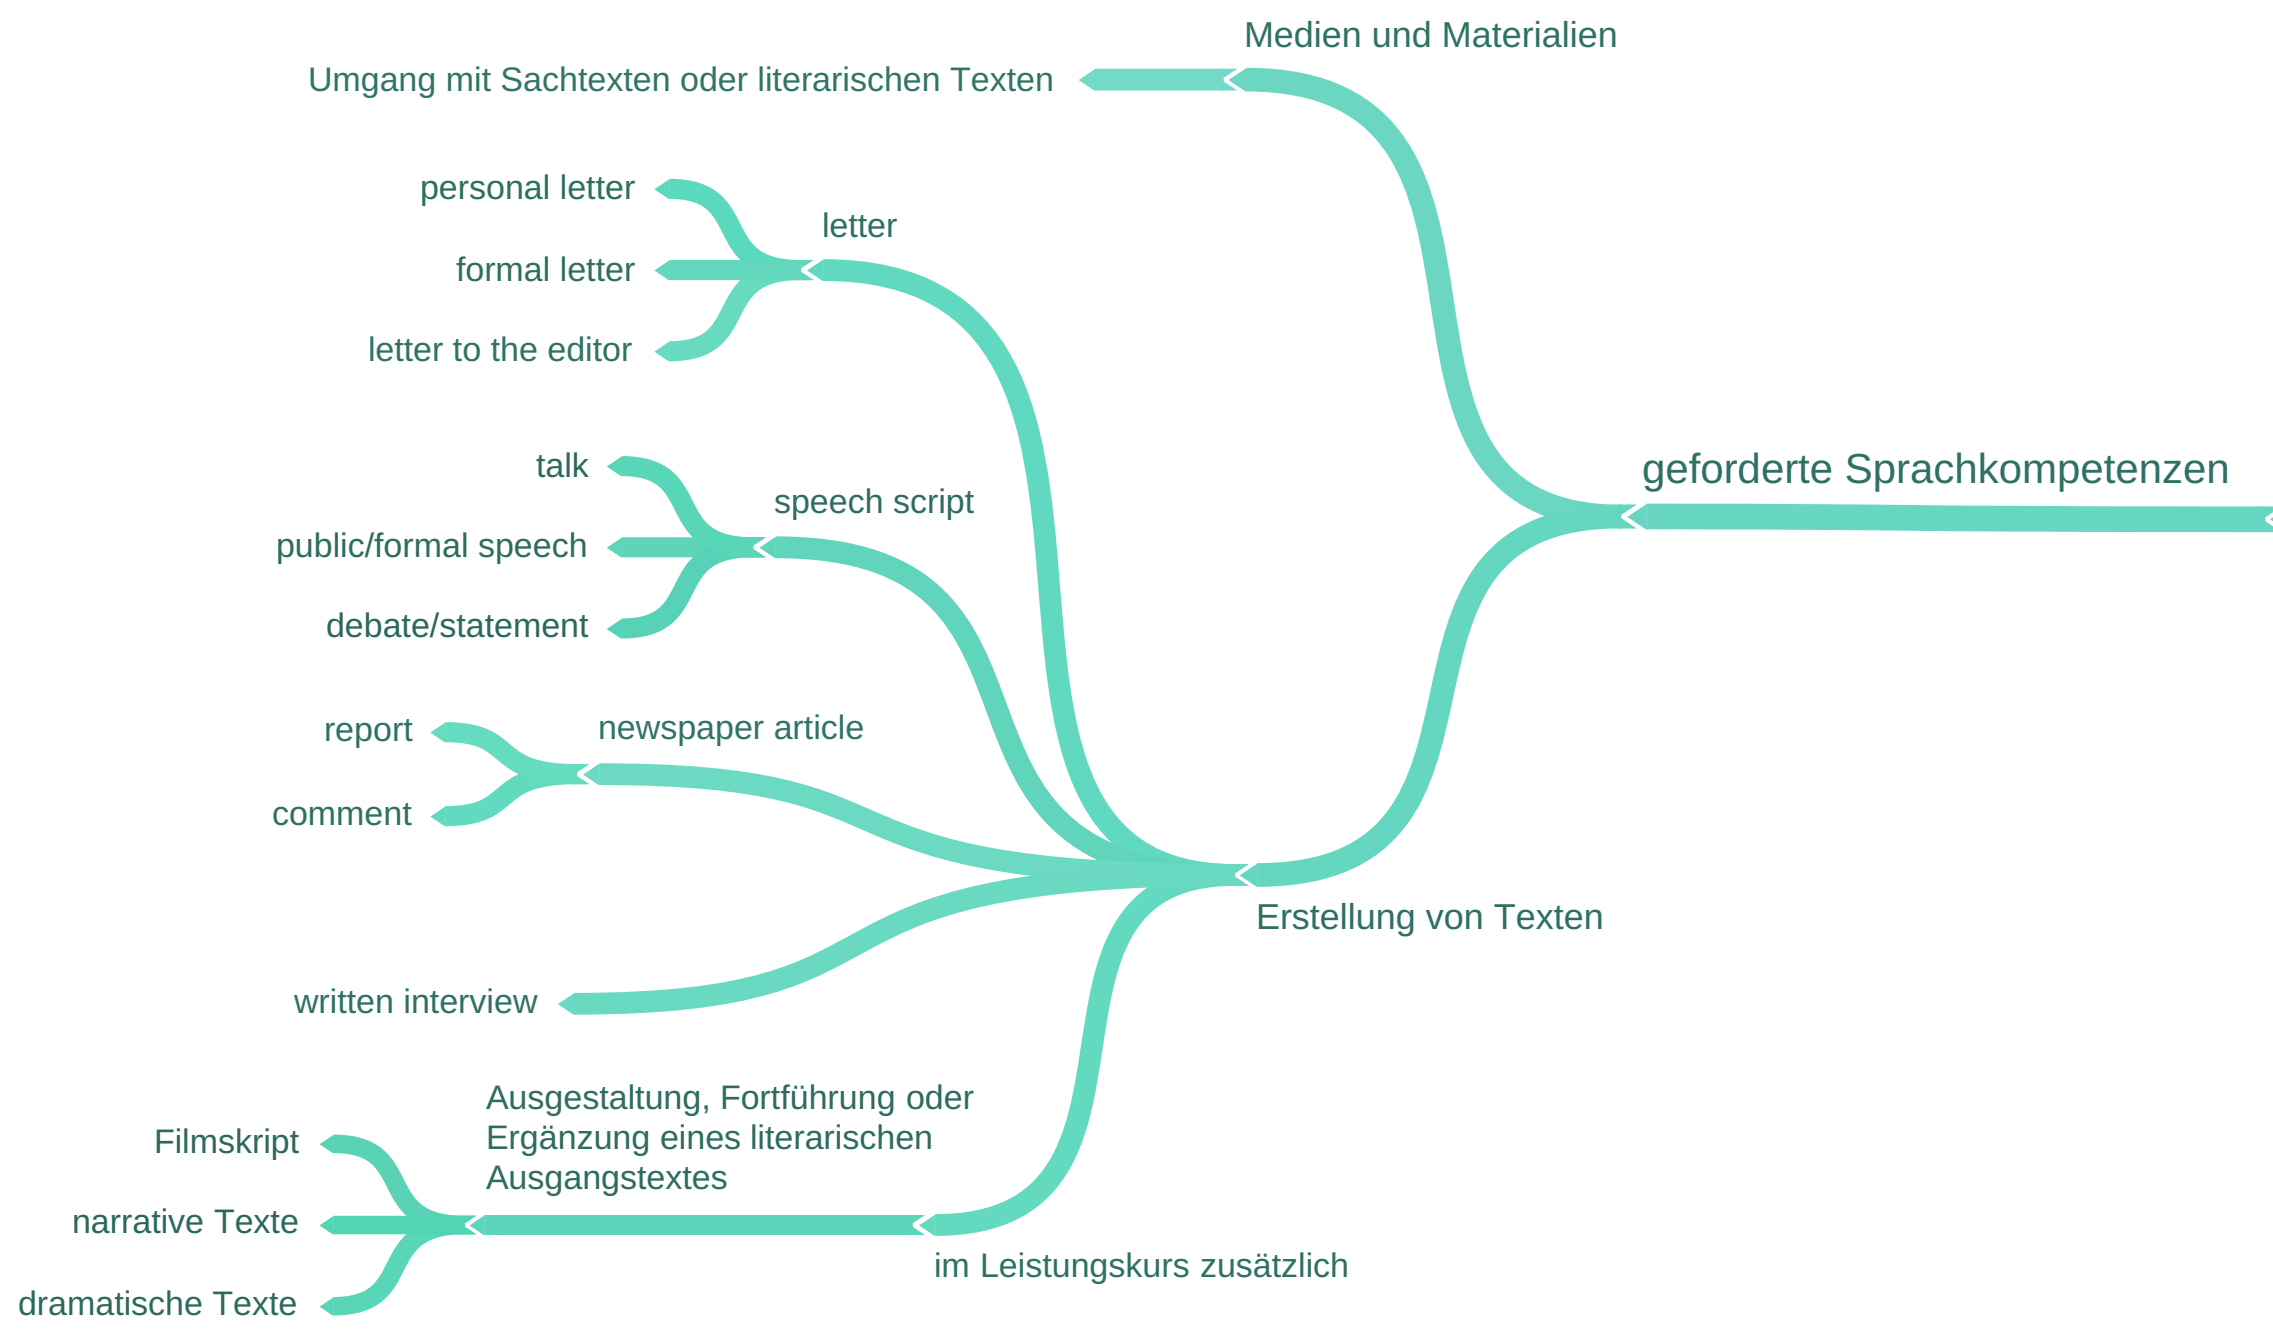 Medien und Materialien
Umgang mit Sachtexten oder literarischen Texten
personal letter
letter
formal letter
letter to the editor
geforderte Sprachkompetenzen
talk
speech script
public/formal speech
debate/statement
report
newspaper article
comment
Erstellung von Texten
written interview
Ausgestaltung, Fortführung oder
Ergänzung eines literarischen
Ausgangstextes
Filmskript
narrative Texte
im Leistungskurs zusätzlich
dramatische Texte